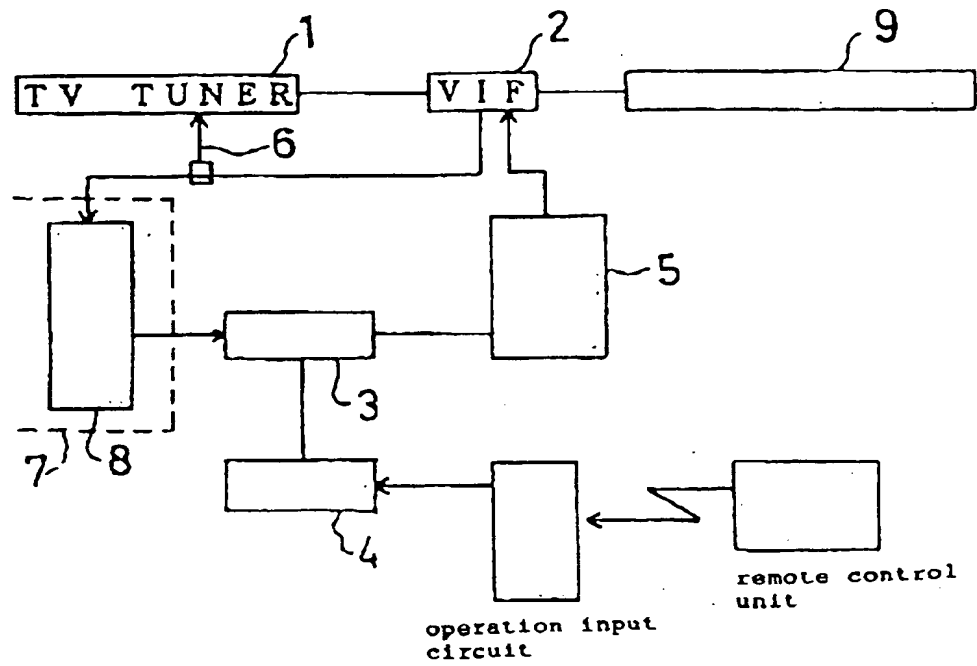 1
2
9
TV TUNER
VIF
6
5
3
7
8
4
remote control
unit
operation input
circuit